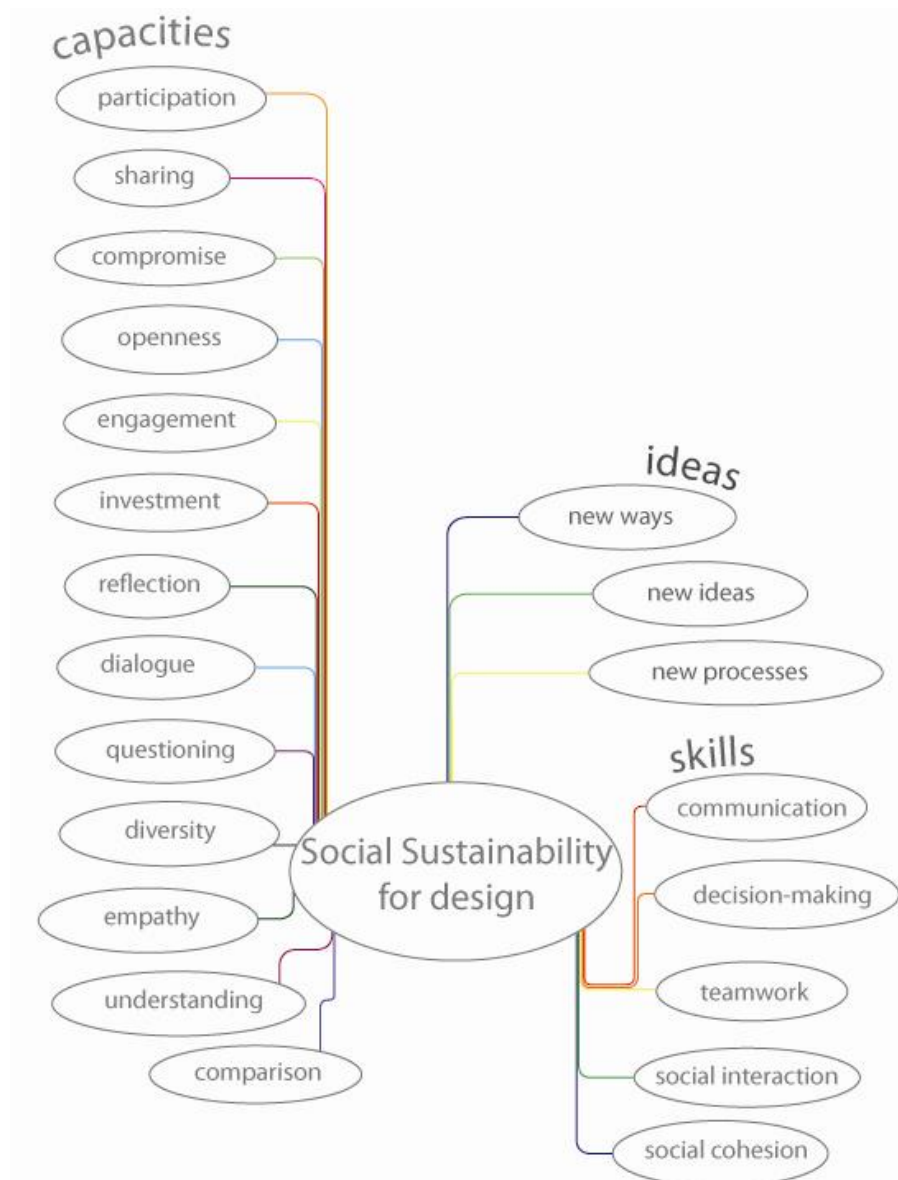 capacities
participation
sharing
compromise
openness
engagement
investment
reflection
dialogue
questioning
diversity
empathy
understanding
comparison
Social Sustainability
for design
ideas
new ways
new ideas
new processes
skills
communication
decision-making
teamwork
social interaction
social cohesion